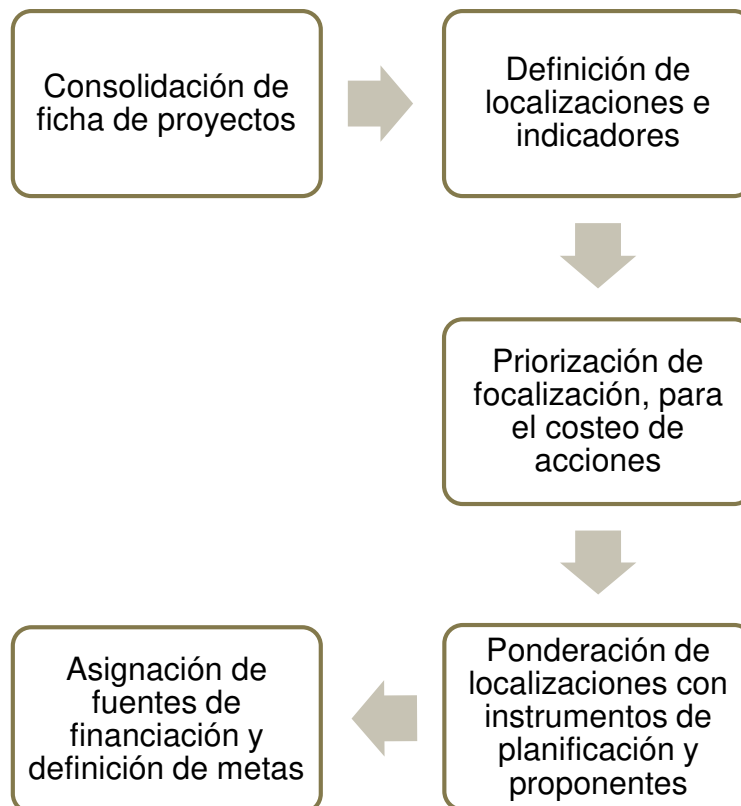 Consolidación de
ficha de proyectos
Definición de
localizaciones e
indicadores
Priorización de
focalización, para
el costeo de
acciones
Ponderación de
localizaciones con
instrumentos de
planificación y
proponentes
Asignación de
fuentes de
financiación y
definición de metas